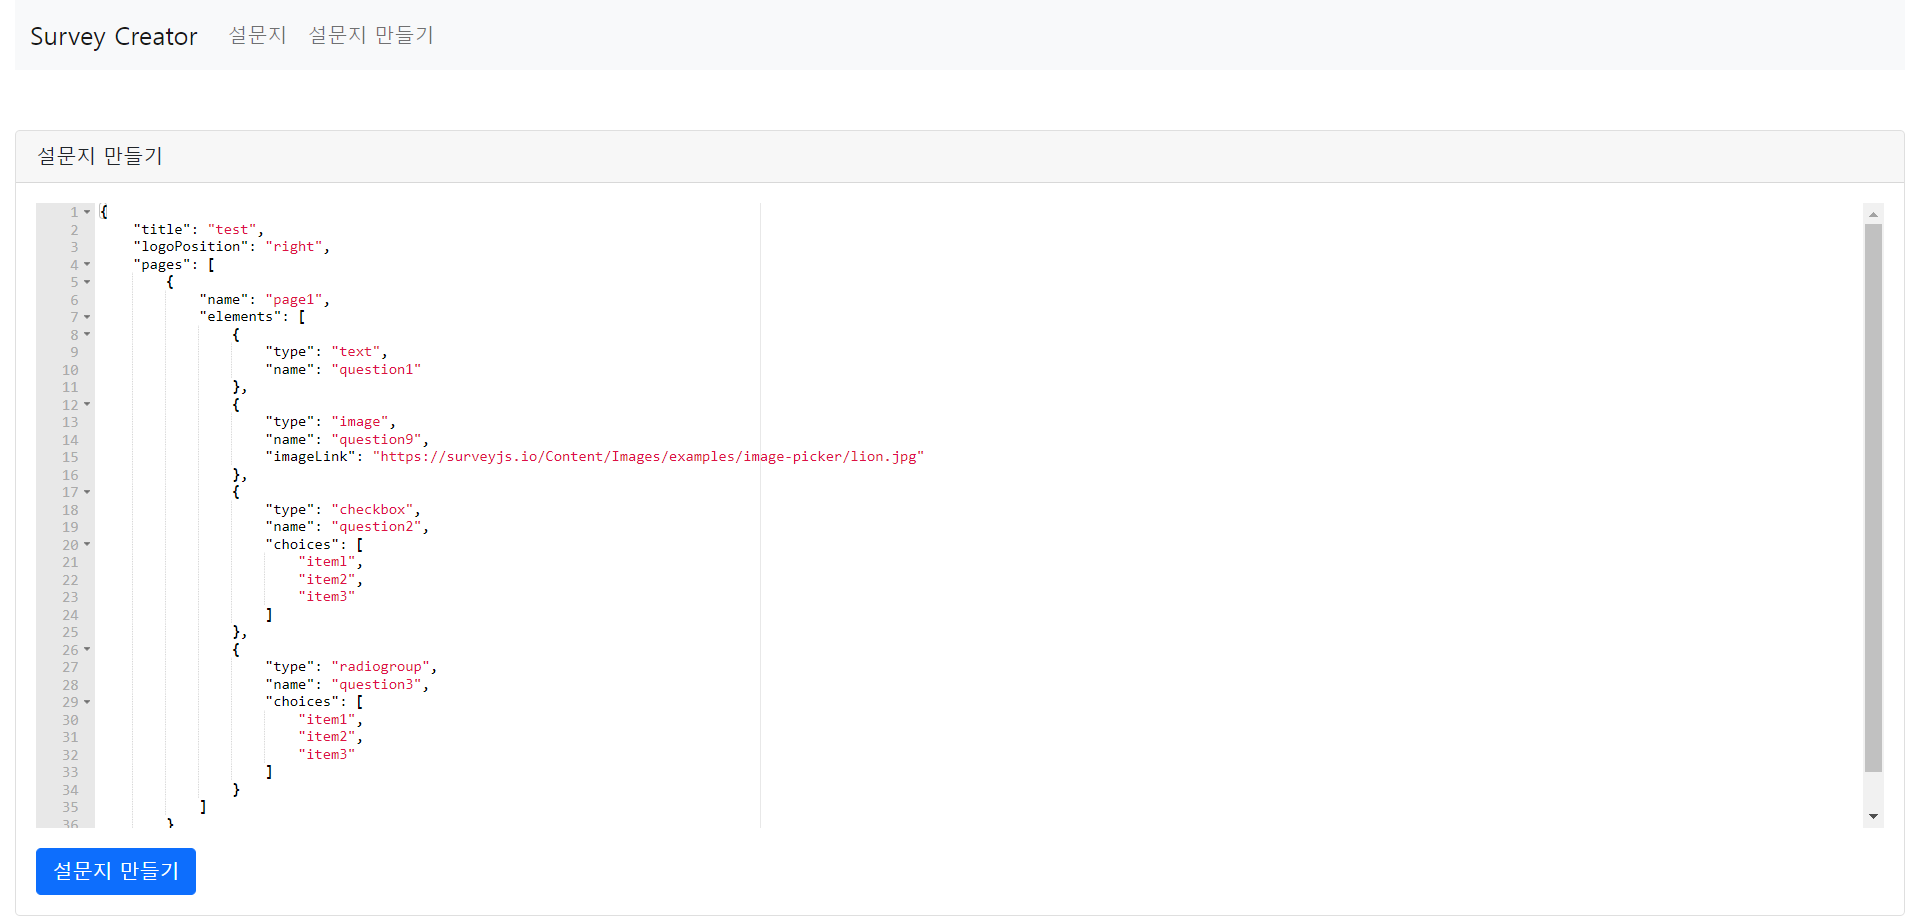 Survey Creator 설문지 설문지 만들기
설문지 만들기
1 {
2 "title": "test",
3 "logoPosition": "right",
4 "pages": [
5 {
6 "name": "page1",
7 "elements": [
8 {
9 "type": "text",
10 "name": "question1"
11 },
12 {
13 "type": "image",
14 "name": "question9",
15 "imageLink": "https://surveyjs.io/Content/Images/examples/image-picker/lion.jpg"
16 },
17 {
18 "type": "checkbox",
19 "name": "question2",
20 "choices": [
21 "iteml",
22 "item2",
23 "item3"
24 ]
25 },
26 {
27 "type": "radiogroup",
28 "name": "question3",
29 "choices": [
30 "item1",
31 "item2",
32 "item3"
33 ]
34 }
35 ]
36 }
설문지 만들기